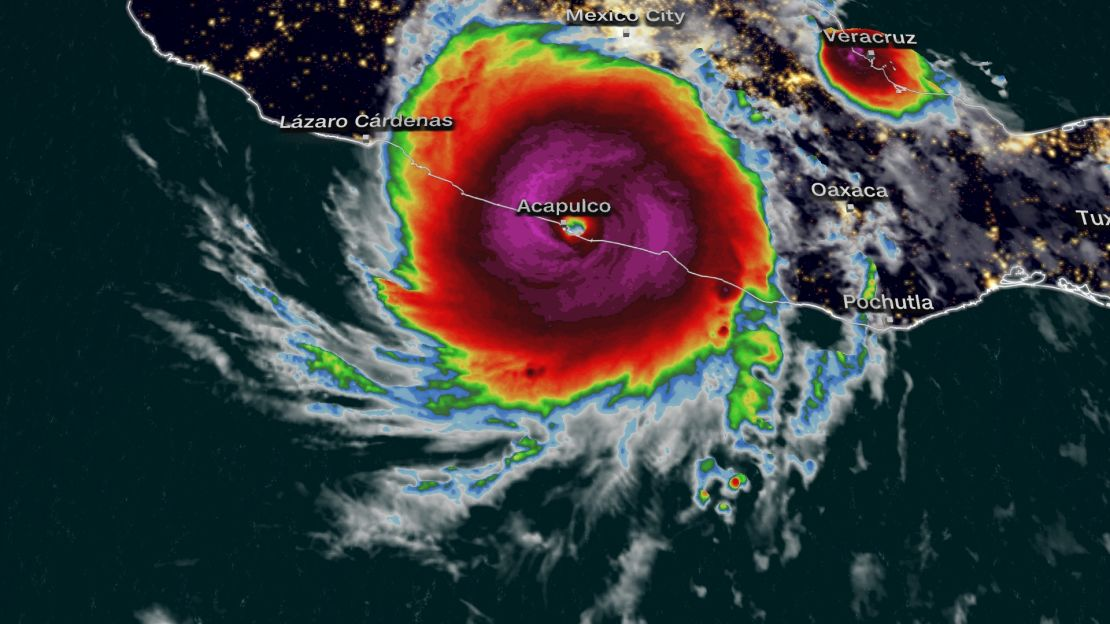 Mexico City
Veracruz
Lázaro Cárdenas
Oaxaca
Acapulco
Tux
Pochutla